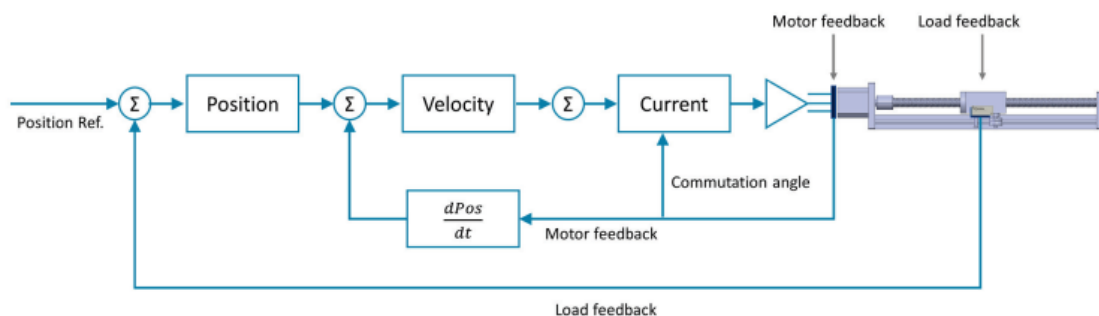 Motor feedback
Load feedback
Σ
Position
Σ
Velocity
Σ
Current
Position Ref.
Commutation angle
dPos
dt
Motor feedback
Load feedback